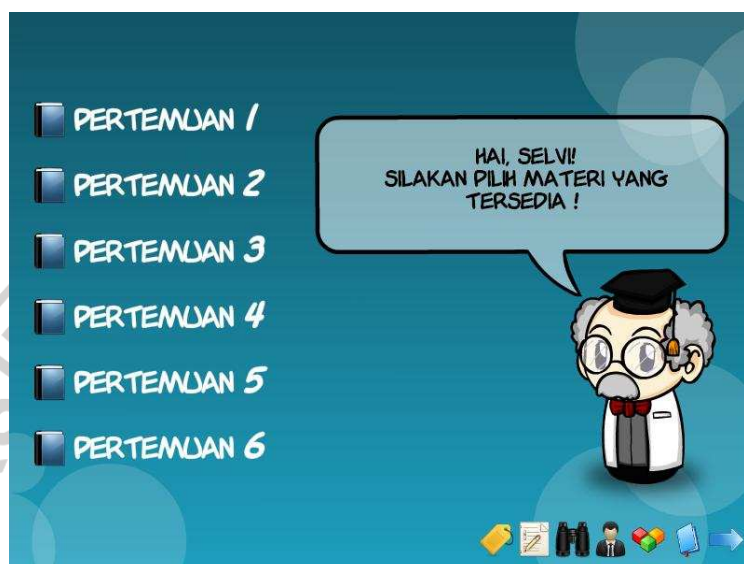 PERTEMUAN 1
PERTEMUAN 2
PERTEMUAN 3
PERTEMUAN 4
PERTEMUAN 5
PERTEMUAN 6
HAI, SELVI!
SILAKAN PILIH MATERI YANG
TERSEDIA !